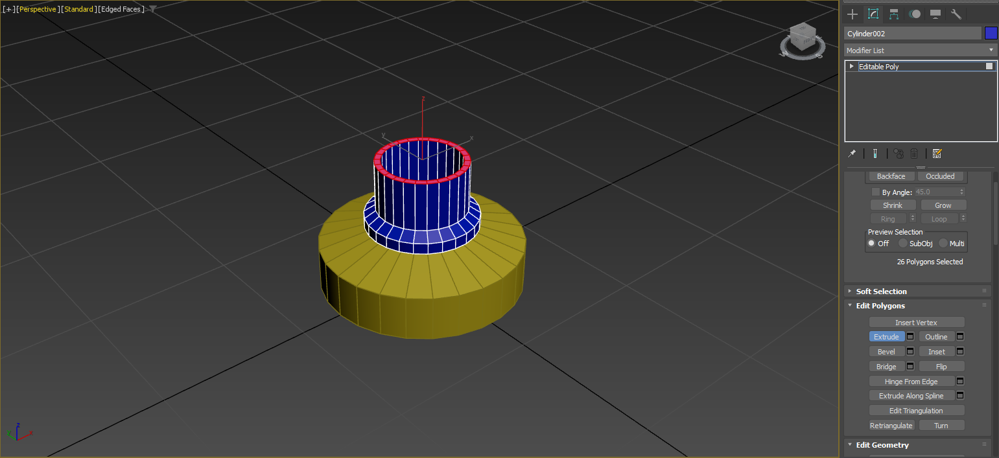 [+][Perspective][Standard][Edged Faces]
z
y
x
W
S
z
y
x
Cylinder002
Modifier List
Editable Poly
Backface Occluded
By Angle: 45.0
Shrink Grow
Ring Loop
Preview Selection
Off SubObj Multi
26 Polygons Selected
Soft Selection
Edit Polygons
Insert Vertex
Extrude Outline
Bevel Inset
Bridge Flip
Hinge From Edge
Extrude Along Spline
Edit Triangulation
Retriangulate Turn
Edit Geometry